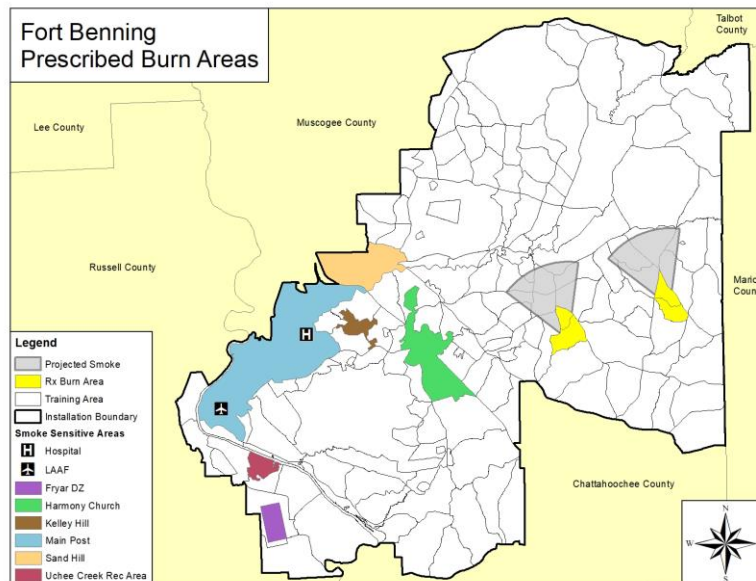 Fort Benning
Prescribed Burn Areas
Talbot
County
Muscogee County
Lee County
Russell County
Chattahoochee County
H
Legend
Projected Smoke
Rx Burn Area
Training Area
Installation Boundary
Smoke Sensitive Areas
H Hospital
LAAF
Fryar DZ
Harmony Church
Kelley Hill
Main Post
Sand Hill
Uchee Creek Rec Area
N
W E
S